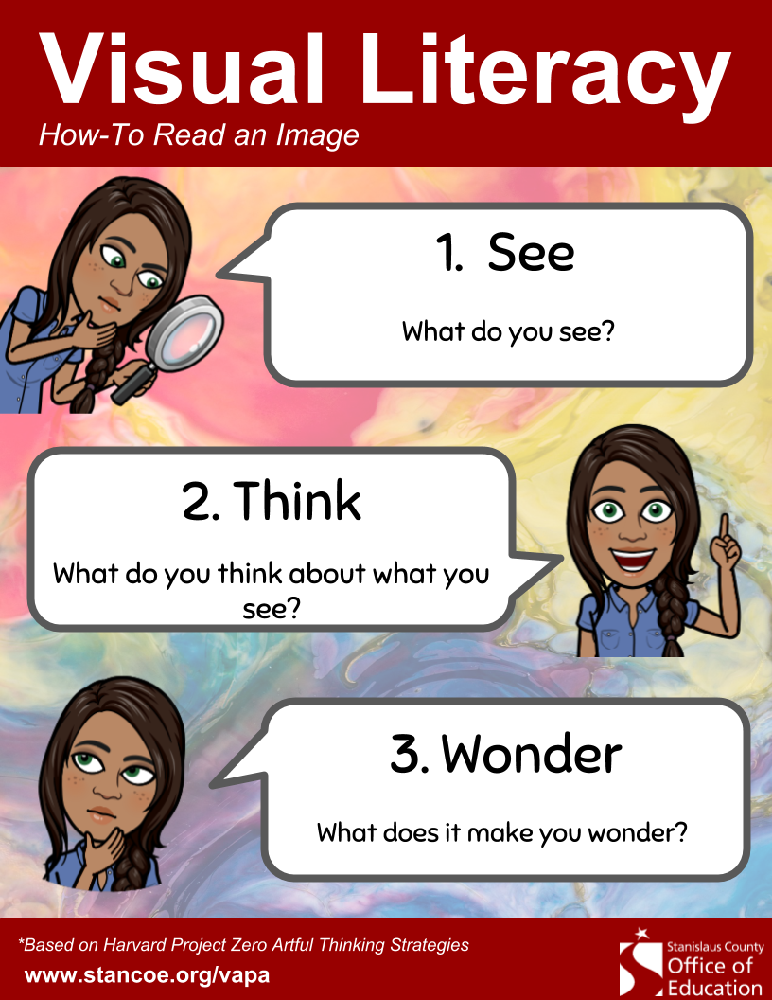 Visual Literacy
How-To Read an Image
1. See
What do you see?
2. Think
What do you think about what you
see?
3. Wonder
What does it make you wonder?
*Based on Harvard Project Zero Artful Thinking Strategies
www.stancoe.org/vapa
Stanislaus County
Office of
Education